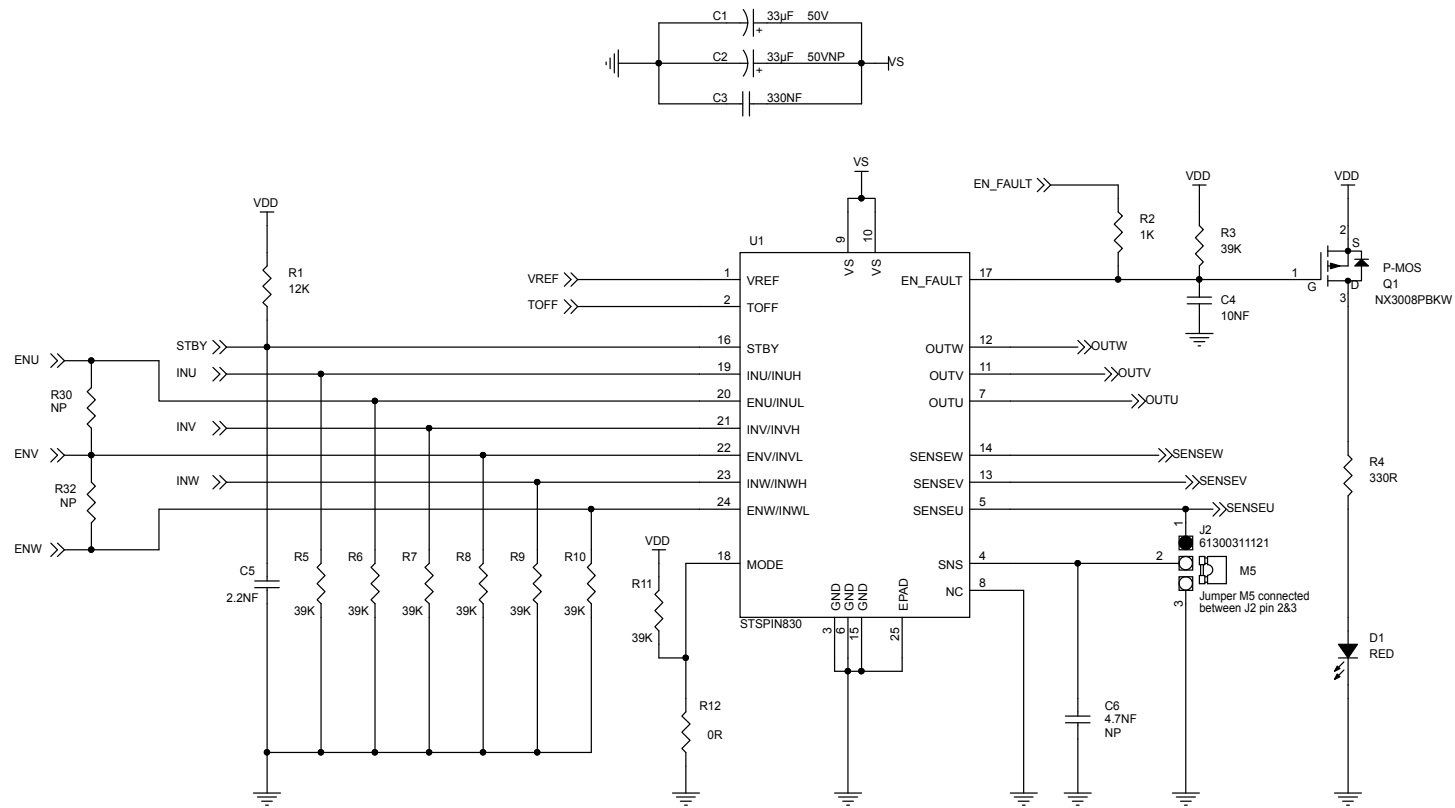 C1 33µF 50V
+
C2 33µF 50VNP
+
VS
C3 330NF
VS
VDD
R1
12K
U1
9
10
VS
VS
EN_FAULT
R2
1K
VDD
R3
39K
VDD
2
S
1
G
D
3
P-MOS
Q1
NX3008PBKW
C4
10NF
VREF 1 VREF
TOFF 2 TOFF
STBY 16 STBY
INU 19 INU/INUH
ENU 20 ENU/INUL
INV 21 INV/INVH
ENV 22 ENV/INVL
INW 23 INW/INWH
ENW 24 ENW/INWL
18 MODE
R30
NP
R32
NP
EN_FAULT 17
OUTW 12 OUTW
OUTV 11 OUTV
OUTU 7 OUTU
SENSEW 14 SENSEW
SENSEV 13 SENSEV
SENSEU 5 SENSEU
SNS 4
NC 8
GND
GND
GND
EPAD
3
6
15
25
STSPIN830
C5
2.2NF
R5
39K
R6
39K
R7
39K
R8
39K
R9
39K
R10
39K
VDD
R11
39K
R12
0R
1
J2
61300311121
2
M5
3
Jumper M5 connected
between J2 pin 2&3
C6
4.7NF
NP
R4
330R
D1
RED